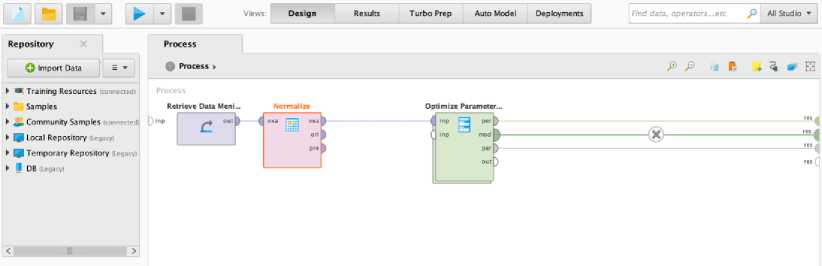 Views: Design Results Turbo Prep Auto Model Deployments Find data, operators...etc All Studio
Repository Process
Import Data Process
Training Resources (connected) Process
Samples Retrieve Data Meni... Normalize Optimize Parameter...
Community Samples (connected) inp out exa exa inp per res
Local Repository (Legacy) ori inp mod res
Temporary Repository (Legacy) pre par res
DB (Legacy) out res